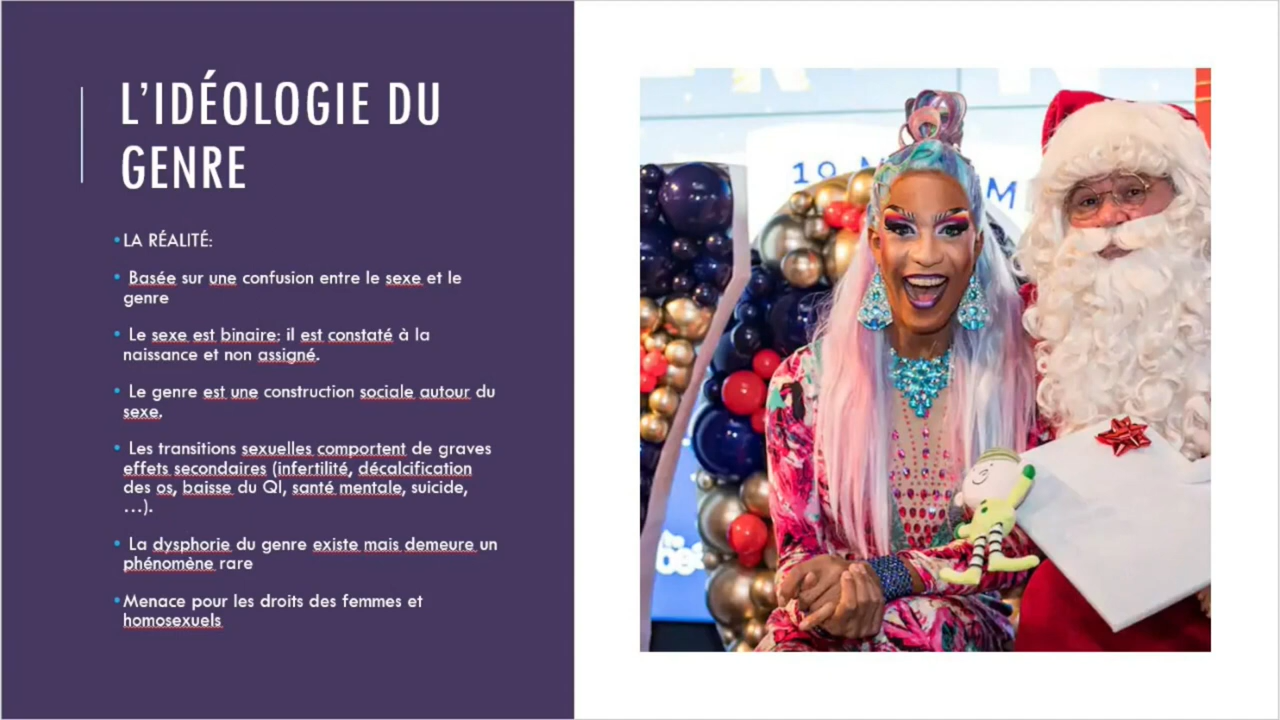 L'IDÉOLOGIE DU
GENRE
•LA RÉALITÉ:
• Basée sur une confusion entre le sexe et le
genre
• Le sexe est binaire: il est constaté à la
naissance et non assigné.
• Le genre est une construction sociale autour du
sexe.
• Les transitions sexuelles comportent de graves
effets secondaires (infertilité, décalcification
des os, baisse du QI, santé mentale, suicide,
…).
• La dysphorie du genre existe mais demeure un
phénomène rare
•Menace pour les droits des femmes et
homosexuels